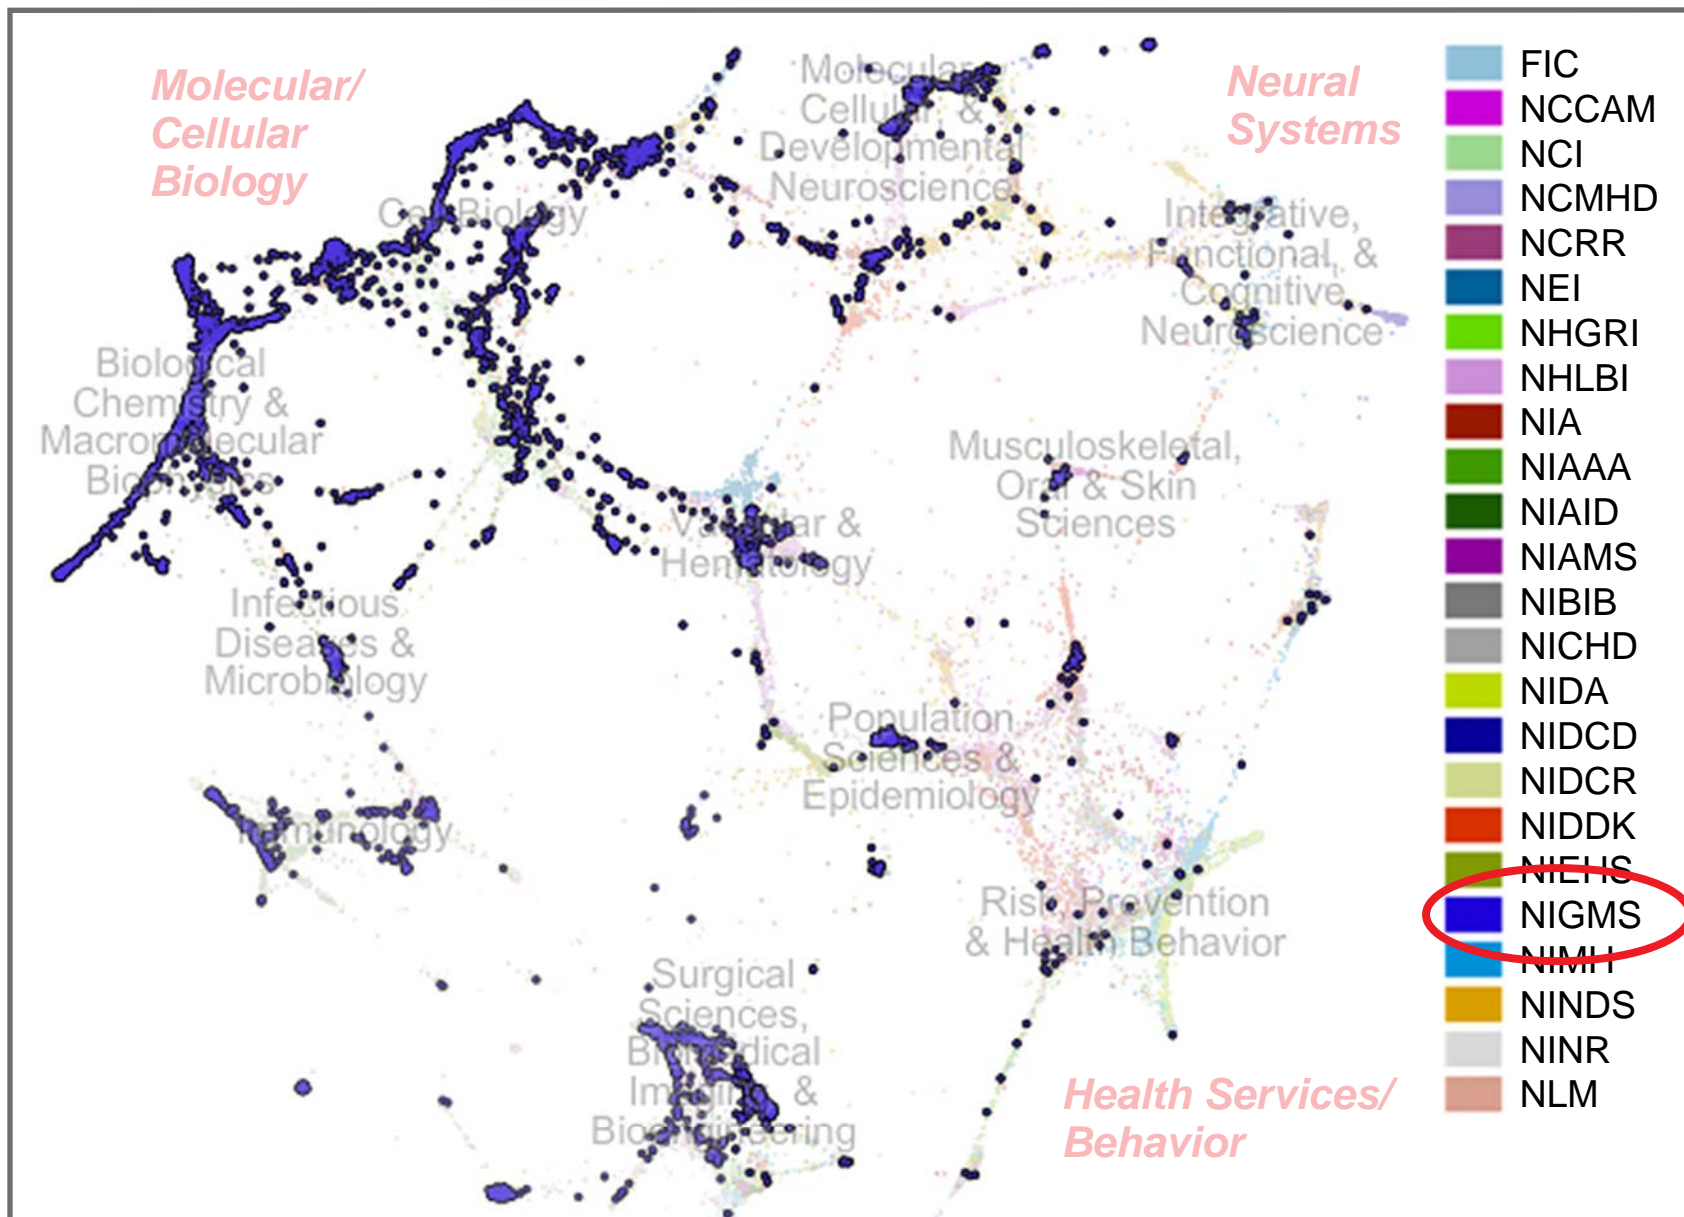 Molecular/
Cellular
Biology
Molecular,
Cellular, &
Developmental
Neuroscience
Neural
Systems
Cell Biology
Integrative,
Functional, &
Cognitive
Neuroscience
Biological
Chemistry &
Macromolecular
Biophysics
Musculoskeletal,
Oral & Skin
Sciences
Vascular &
Hematology
Infectious
Diseases &
Microbiology
Population
Sciences &
Epidemiology
Immunology
Risk, Prevention
& Health Behavior
Surgical
Sciences,
Biomedical
Imaging &
Bioengineering
Health Services/
Behavior
FIC
NCCAM
NCI
NCMHD
NCRR
NEI
NHGRI
NHLBI
NIA
NIAAA
NIAID
NIAMS
NIBIB
NICHD
NIDA
NIDCD
NIDCR
NIDDK
NIEHS
NIGMS
NIMH
NINDS
NINR
NLM